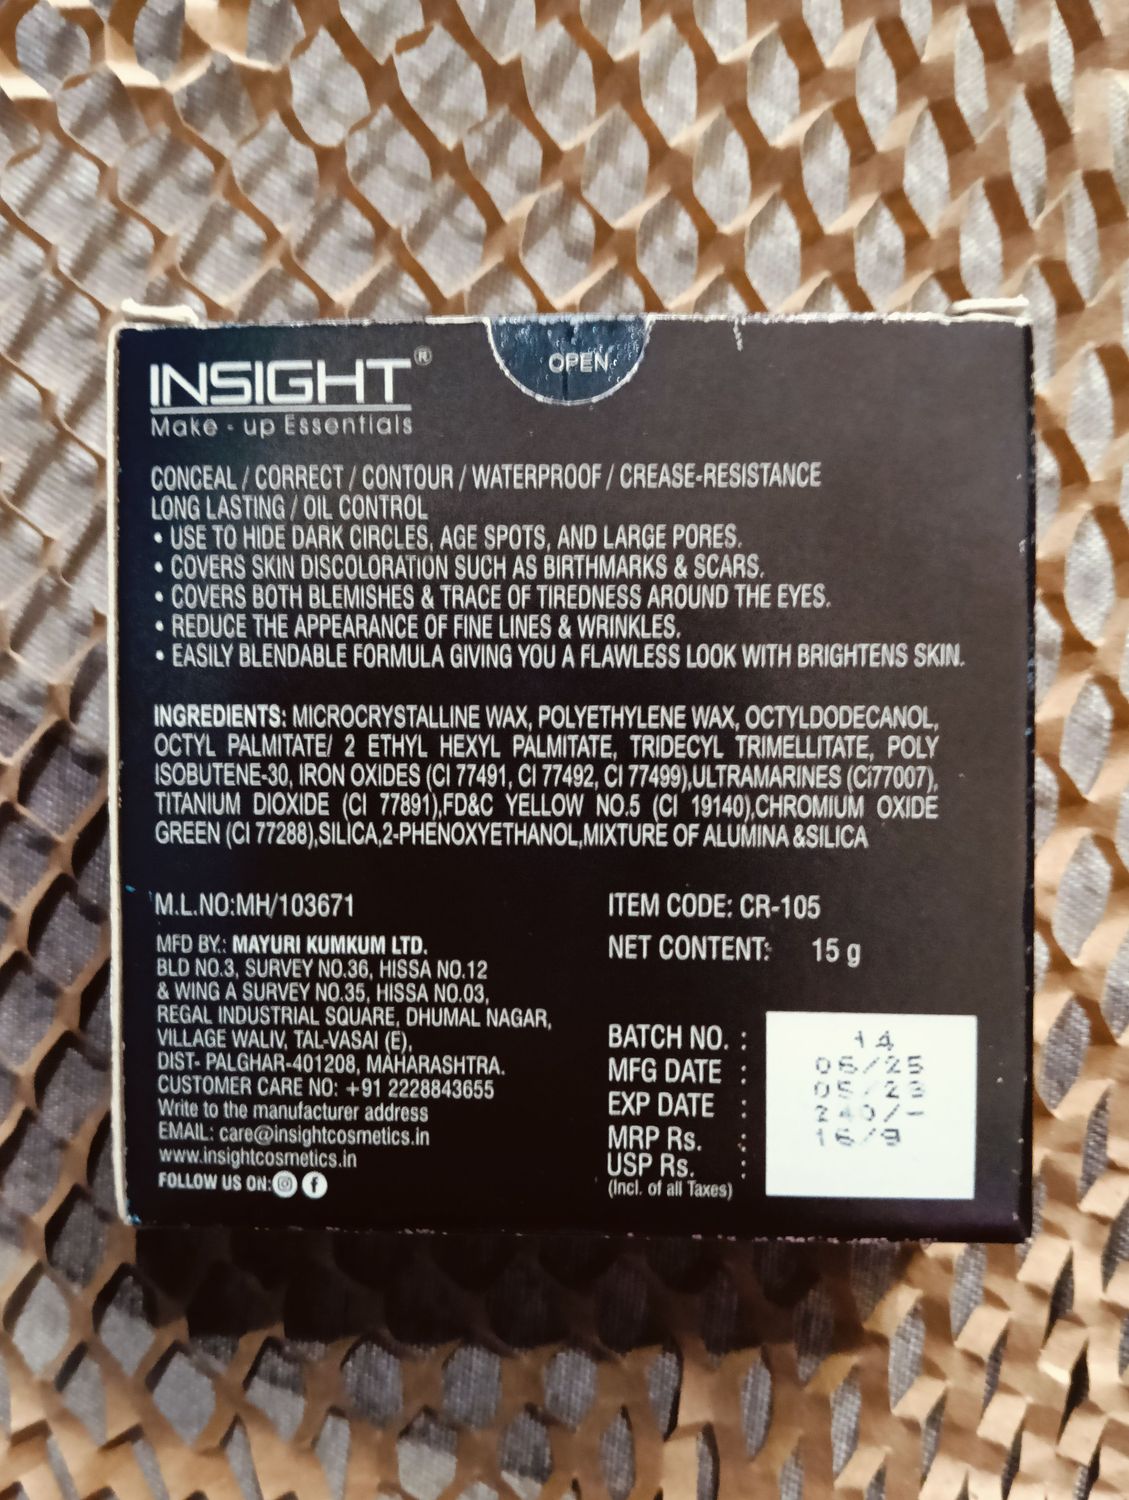 INSIGHT®
Make - up Essentials
OPEN
CONCEAL / CORRECT / CONTOUR / WATERPROOF / CREASE-RESISTANCE
LONG LASTING / OIL CONTROL
• USE TO HIDE DARK CIRCLES, AGE SPOTS, AND LARGE PORES.
• COVERS SKIN DISCOLORATION SUCH AS BIRTHMARKS & SCARS.
• COVERS BOTH BLEMISHES & TRACE OF TIREDNESS AROUND THE EYES.
• REDUCE THE APPEARANCE OF FINE LINES & WRINKLES.
• EASILY BLENDABLE FORMULA GIVING YOU A FLAWLESS LOOK WITH BRIGHTENS SKIN.
INGREDIENTS: MICROCRYSTALLINE WAX, POLYETHYLENE WAX, OCTYLDODECANOL,
OCTYL PALMITATE/ 2 ETHYL HEXYL PALMITATE, TRIDECYL TRIMELLITATE, POLY
ISOBUTENE-30, IRON OXIDES (CI 77491, CI 77492, CI 77499),ULTRAMARINES (Ci77007),
TITANIUM DIOXIDE (CI 77891),FD&C YELLOW NO.5 (CI 19140),CHROMIUM OXIDE
GREEN (CI 77288),SILICA,2-PHENOXYETHANOL,MIXTURE OF ALUMINA &SILICA
M.L.NO:MH/103671
MFD BY.: MAYURI KUMKUM LTD.
BLD NO.3, SURVEY NO.36, HISSA NO.12
& WING A SURVEY NO.35, HISSA NO.03,
REGAL INDUSTRIAL SQUARE, DHUMAL NAGAR,
VILLAGE WALIV, TAL-VASAI (E),
DIST- PALGHAR-401208, MAHARASHTRA.
CUSTOMER CARE NO: +91 2228843655
Write to the manufacturer address
EMAIL: care@insightcosmetics.in
www.insightcosmetics.in
FOLLOW US ON:
ITEM CODE: CR-105
NET CONTENT: 15 g
BATCH NO. : 14
MFG DATE : 06/25
EXP DATE :
MRP Rs. : 240/-
USP Rs. : 16/g
(Incl. of all Taxes)